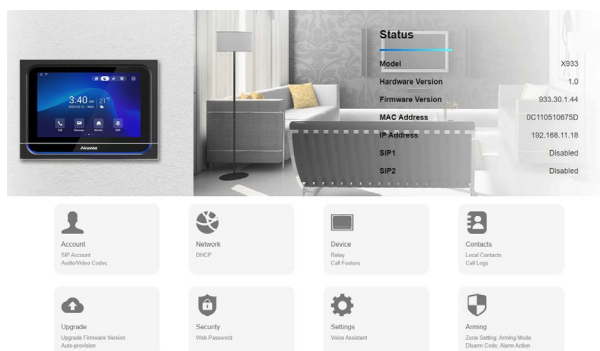 Status
Model X933
Hardware Version 1.0
Firmware Version 933.30.1.44
MAC Address 0C110510675D
IP Address 192.168.11.18
SIP1 Disabled
SIP2 Disabled
3:40 AM 21°
Akuvox
Account
SIP Account
Audio/Video Codec
Network
DHCP
Device
Relay
Call Feature
Contacts
Local Contacts
Call Logs
Upgrade
Upgrade Firmware Version
Auto-provision
Security
Web Password
Settings
Voice Assistant
Arming
Zone Setting, Arming Mode
Disarm Code, Alarm Action